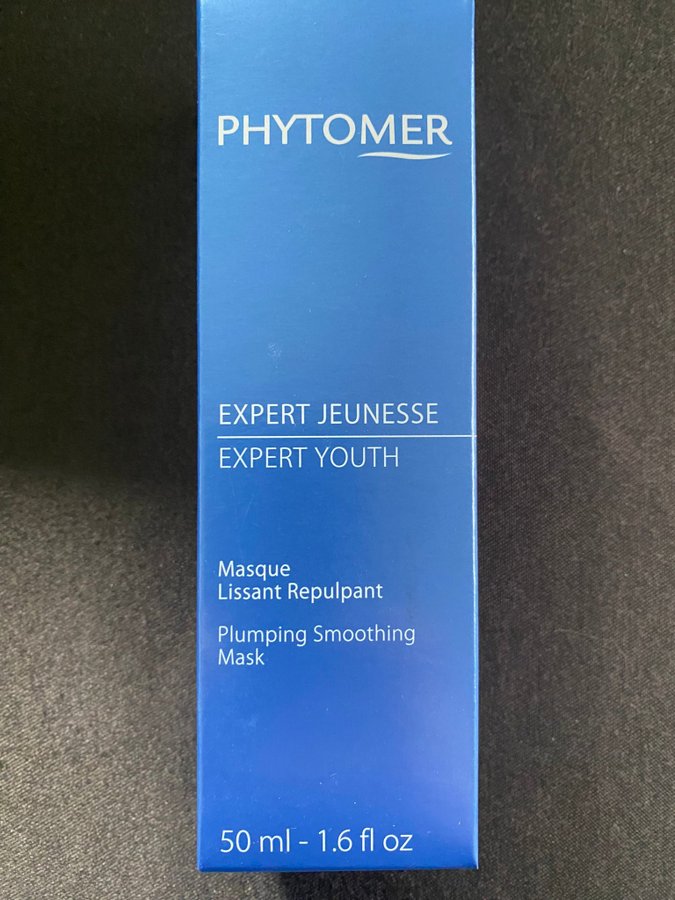 PHYTOMER
EXPERT JEUNESSE
EXPERT YOUTH
Masque
Lissant Repulpant
Plumping Smoothing
Mask
50 ml - 1.6 fl oz